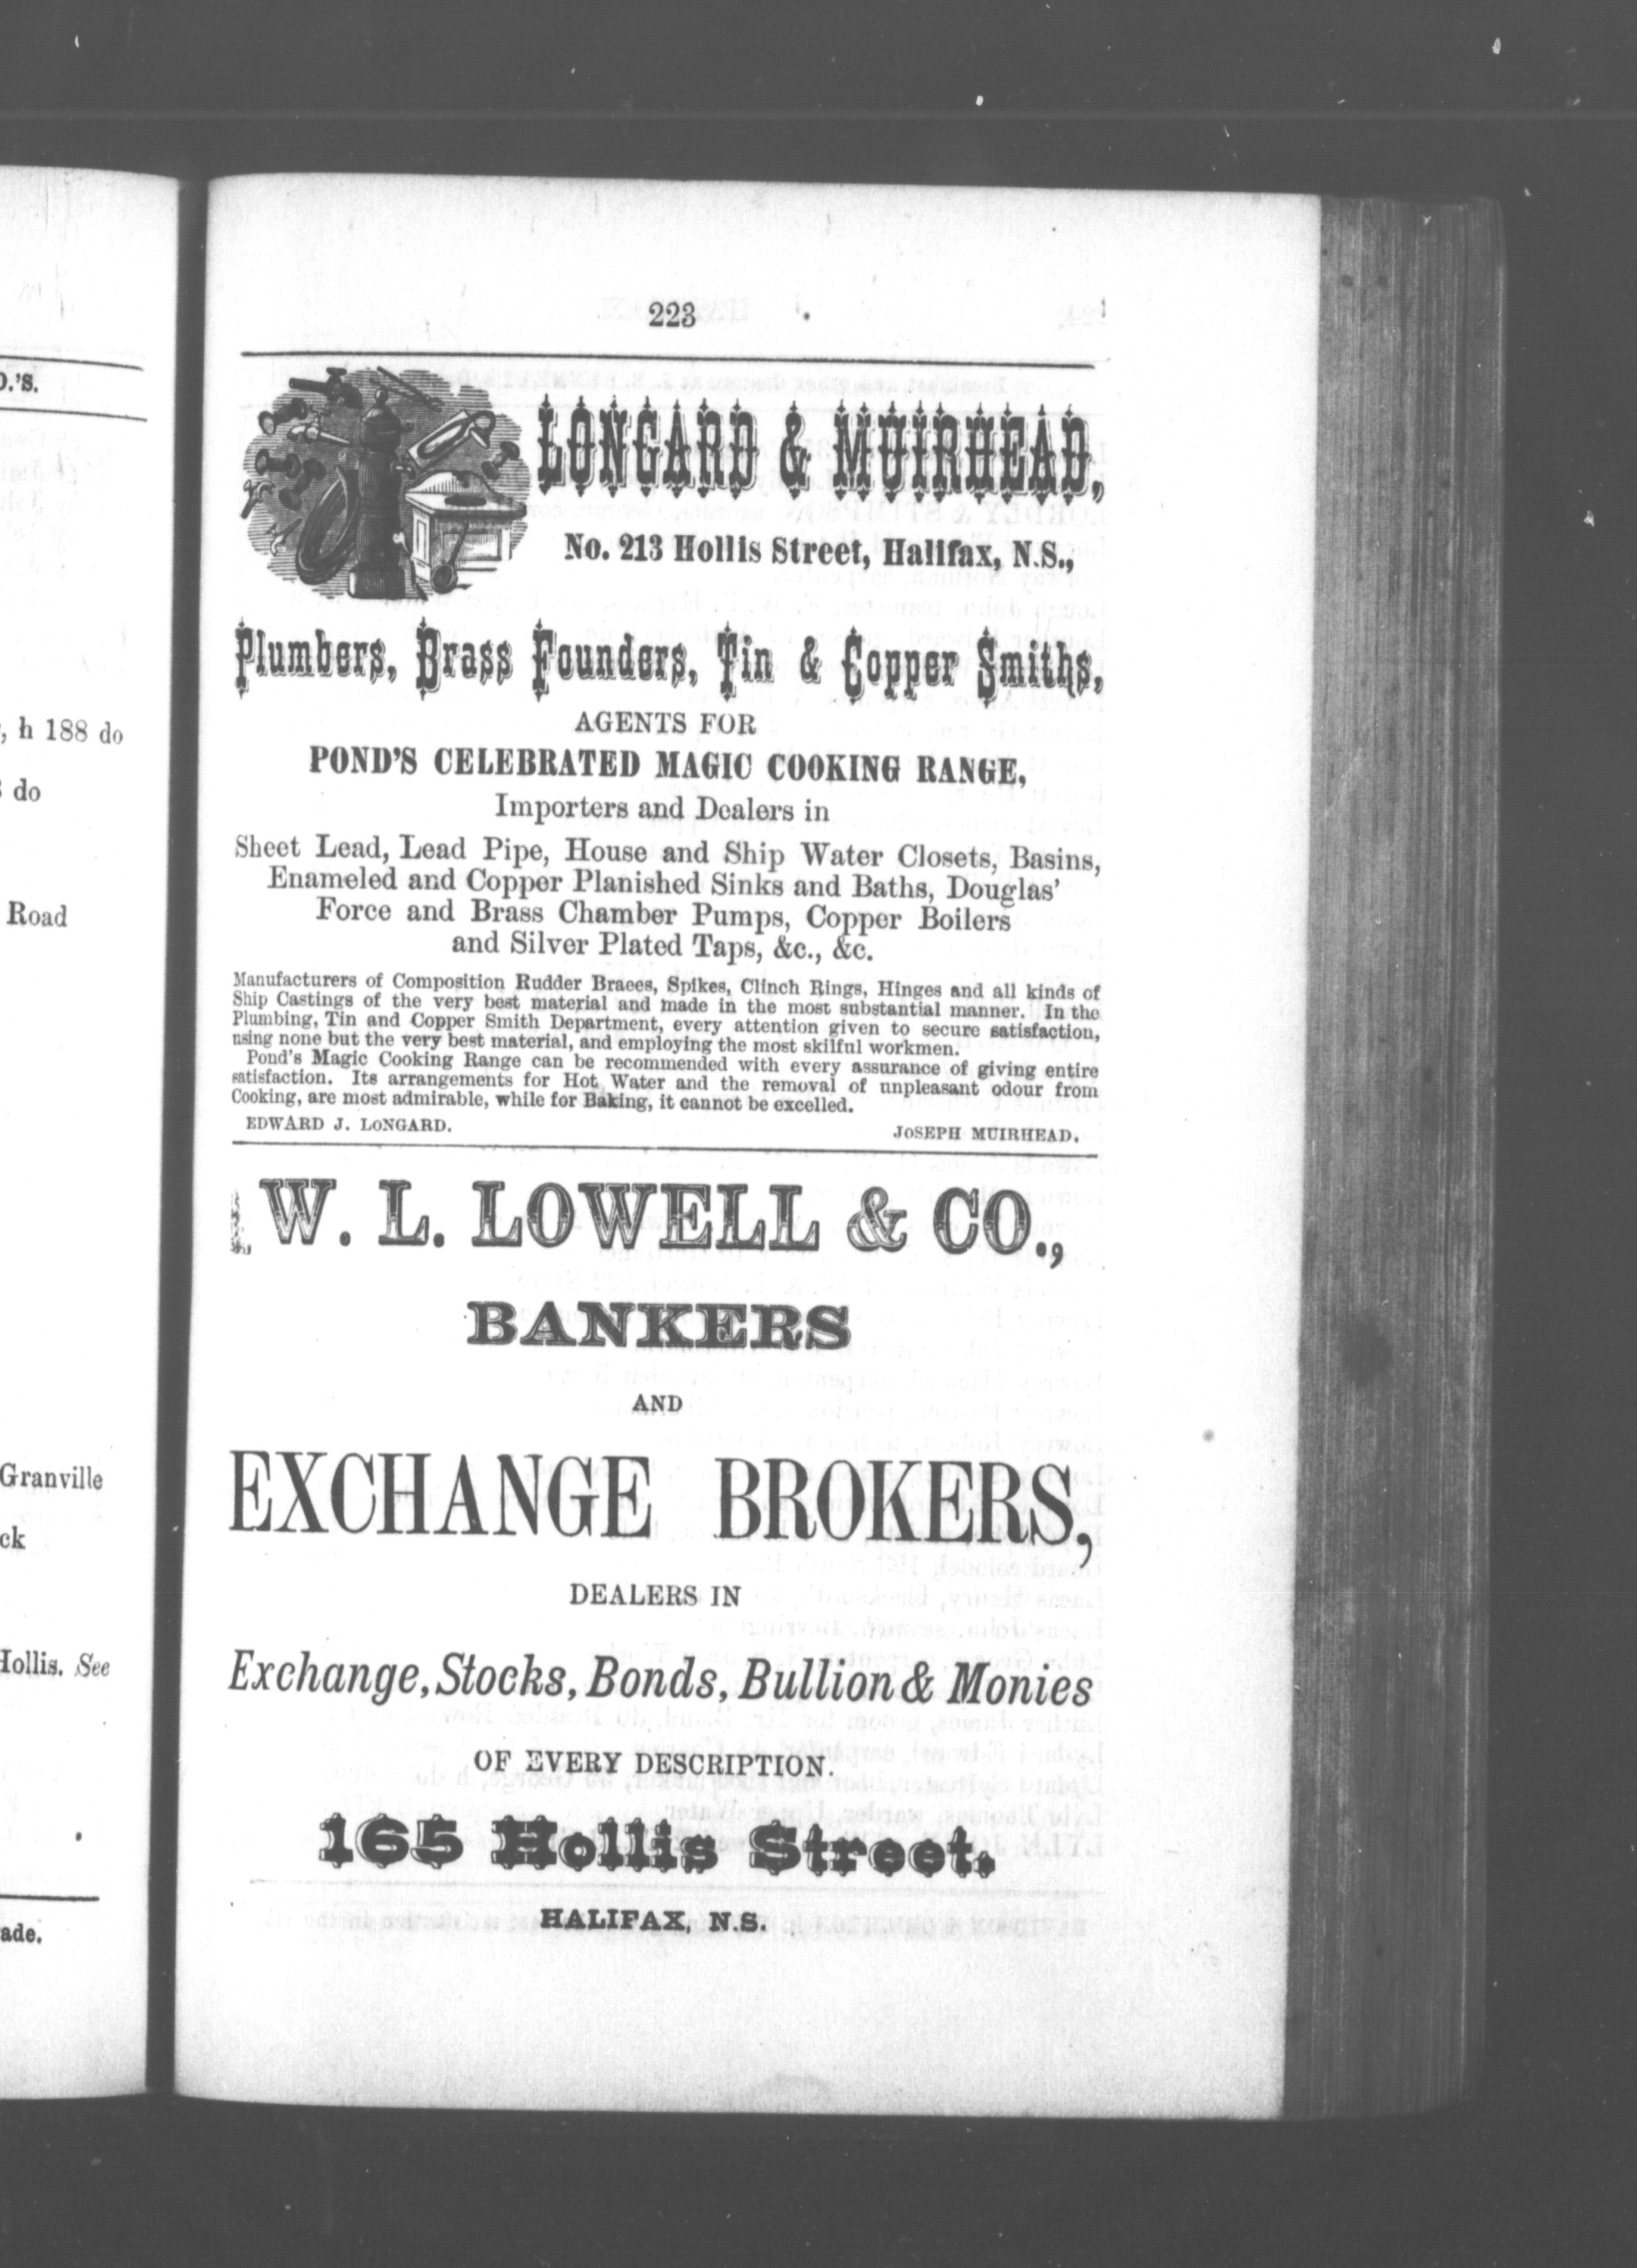 223
LONGARD & MUIRHEAD,
No. 213 Hollis Street, Halifax, N.S.,
Plumbers, Brass Founders, Tin & Copper Smiths,
AGENTS FOR
POND'S CELEBRATED MAGIC COOKING RANGE,
Importers and Dealers in
Sheet Lead, Lead Pipe, House and Ship Water Closets, Basins,
Enameled and Copper Planished Sinks and Baths, Douglas'
Force and Brass Chamber Pumps, Copper Boilers
and Silver Plated Taps, &c., &c.
Manufacturers of Composition Rudder Braces, Spikes, Clinch Rings, Hinges and all kinds of
Ship Castings of the very best material and made in the most substantial manner. In the
Plumbing, Tin and Copper Smith Department, every attention given to secure satisfaction,
using none but the very best material, and employing the most skilful workmen.
Pond's Magic Cooking Range can be recommended with every assurance of giving entire
satisfaction. Its arrangements for Hot Water and the removal of unpleasant odour from
Cooking, are most admirable, while for Baking, it cannot be excelled.
EDWARD J. LONGARD. JOSEPH MUIRHEAD.
W. L. LOWELL & CO.,
BANKERS
AND
EXCHANGE BROKERS,
DEALERS IN
Exchange, Stocks, Bonds, Bullion & Monies
OF EVERY DESCRIPTION.
165 Hollis Street.
HALIFAX, N.S.
, h 188 do
do
Road
Granville
Hollis. See